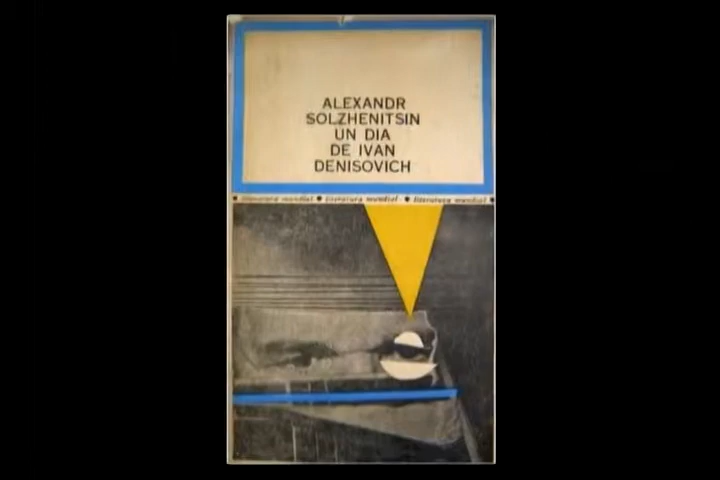 ALEXANDR
SOLZHENITSIN
UN DIA
DE IVAN
DENISOVICH
literatura mundial • literatura mundial • literatura mundial •